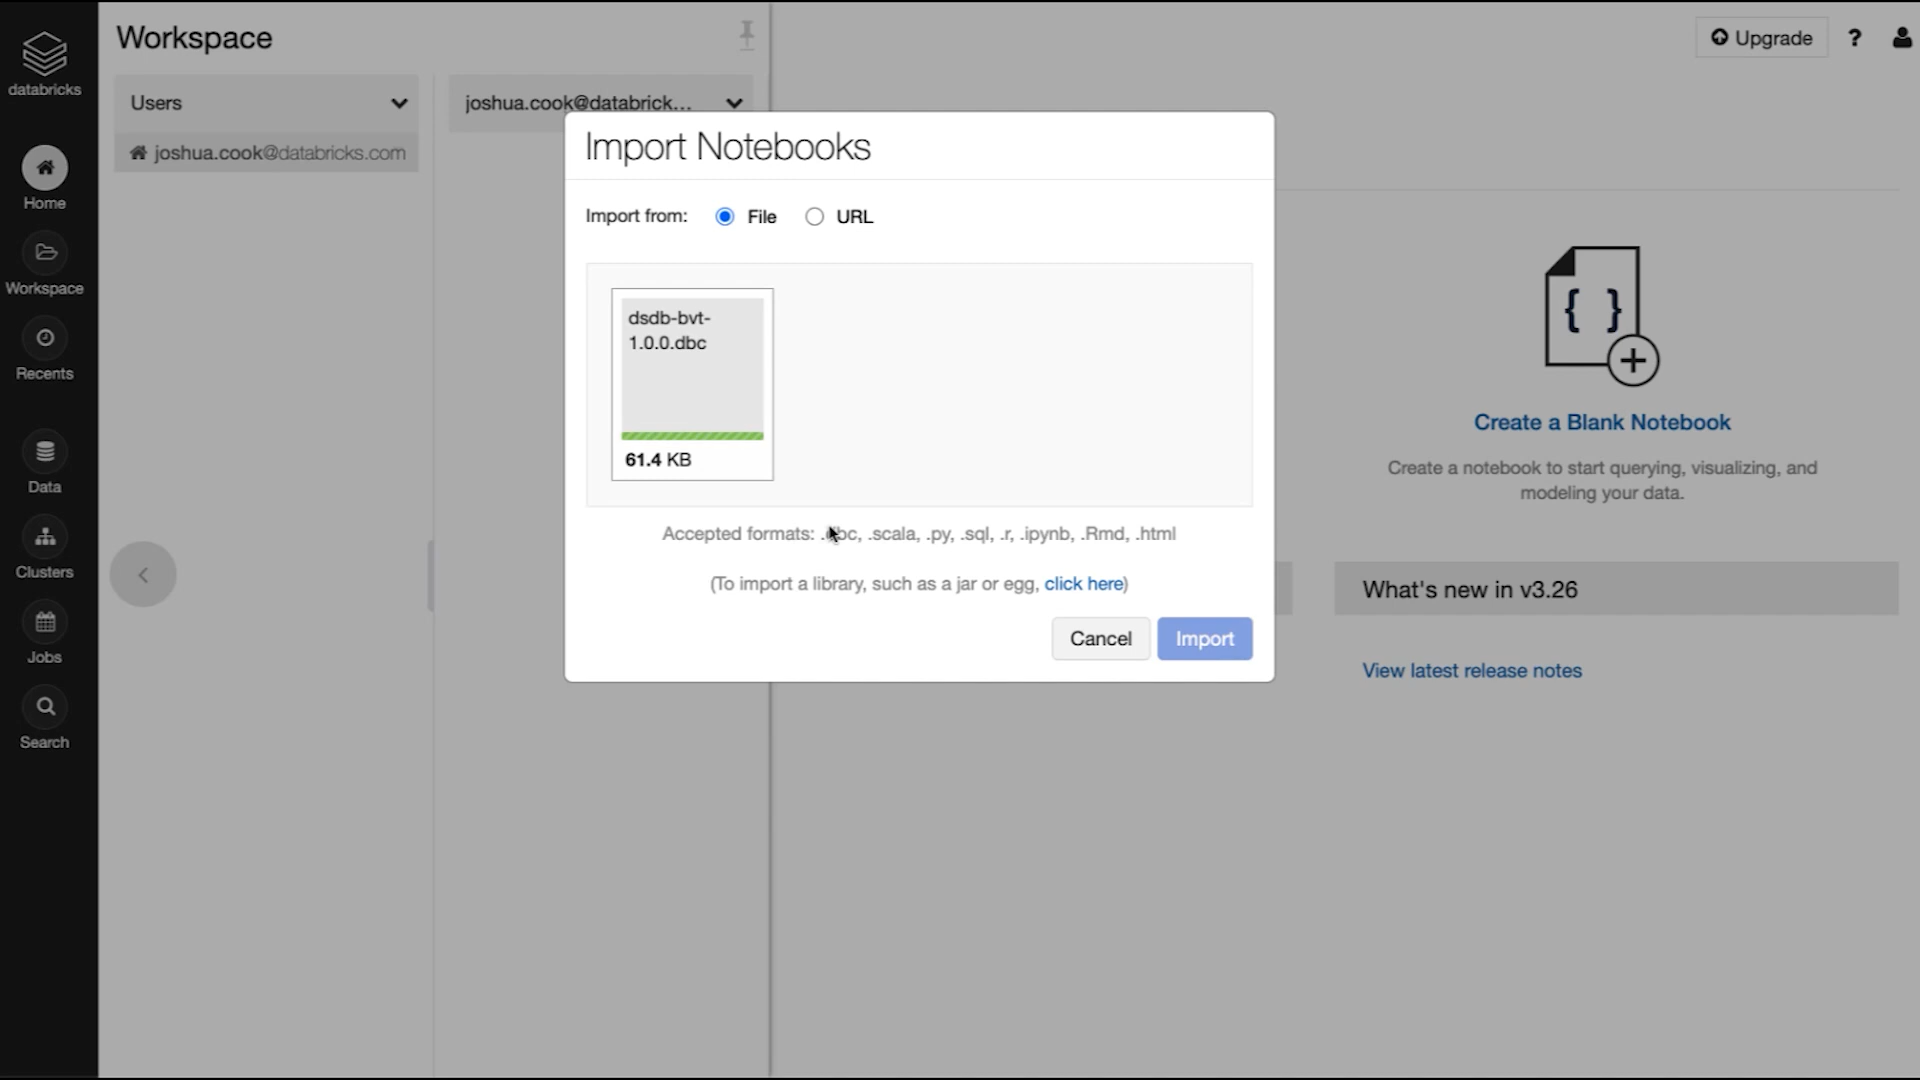 databricks
Home
Workspace
Recents
Data
Clusters
Jobs
Search
Workspace
Users
joshua.cook@databricks.com
joshua.cook@databrick...
Upgrade
?
Import Notebooks
Import from: File URL
dsdb-bvt-
1.0.0.dbc
61.4 KB
Accepted formats: .dbc, .scala, .py, .sql, .r, .ipynb, .Rmd, .html
(To import a library, such as a jar or egg, click here)
Cancel Import
{ }
Create a Blank Notebook
Create a notebook to start querying, visualizing, and
modeling your data.
What's new in v3.26
View latest release notes